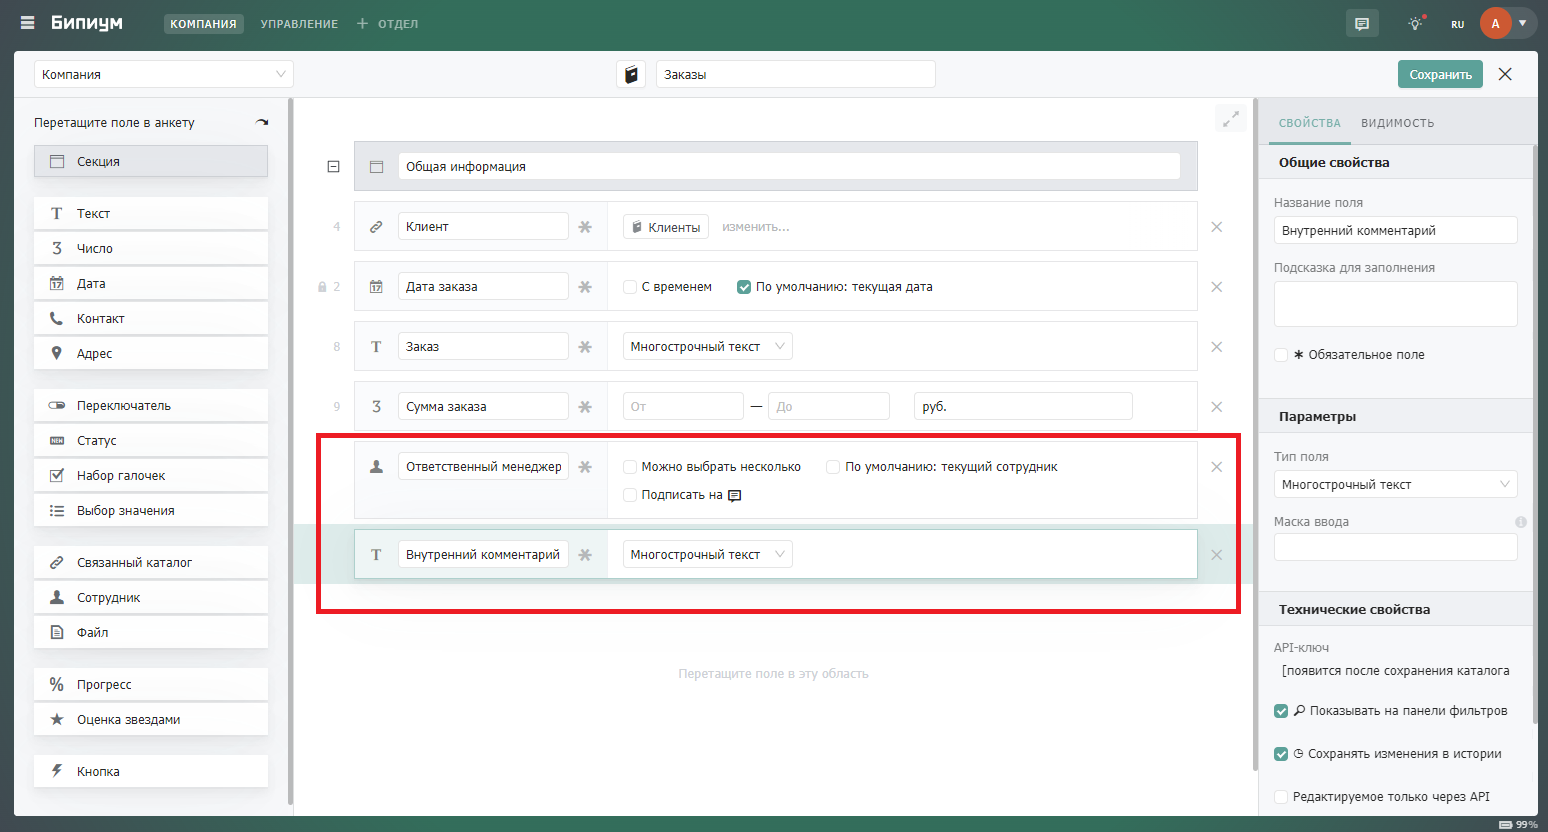 Бипиум
КОМПАНИЯ
УПРАВЛЕНИЕ
ОТДЕЛ
RU
А
Компания
Заказы
Сохранить
Перетащите поле в анкету
Секция
Текст
Число
Дата
Контакт
Адрес
Переключатель
Статус
Набор галочек
Выбор значения
Связанный каталог
Сотрудник
Файл
Прогресс
Оценка звездами
Кнопка
Общая информация
4 Клиент Клиенты изменить...
2 17 Дата заказа С временем По умолчанию: текущая дата
8 T Заказ Многострочный текст
9 3 Сумма заказа От — До руб.
Ответственный менеджер Можно выбрать несколько По умолчанию: текущий сотрудник
Подписать на
T Внутренний комментарий Многострочный текст
Перетащите поле в эту область
СВОЙСТВА ВИДИМОСТЬ
Общие свойства
Название поля
Внутренний комментарий
Подсказка для заполнения
Обязательное поле
Параметры
Тип поля
Многострочный текст
Маска ввода
Технические свойства
API-ключ
[появится после сохранения каталога
Показывать на панели фильтров
Сохранять изменения в истории
Редактируемое только через API
99%